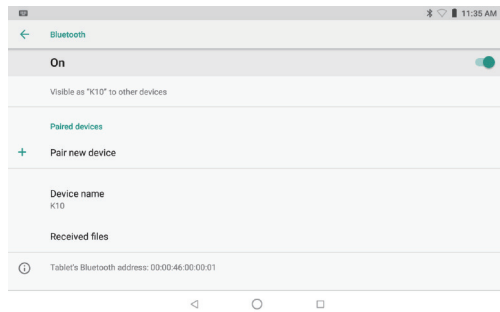 11:35 AM
Bluetooth
On
Visible as "K10" to other devices
Paired devices
Pair new device
Device name
K10
Received files
Tablet's Bluetooth address: 00:00:46:00:00:01